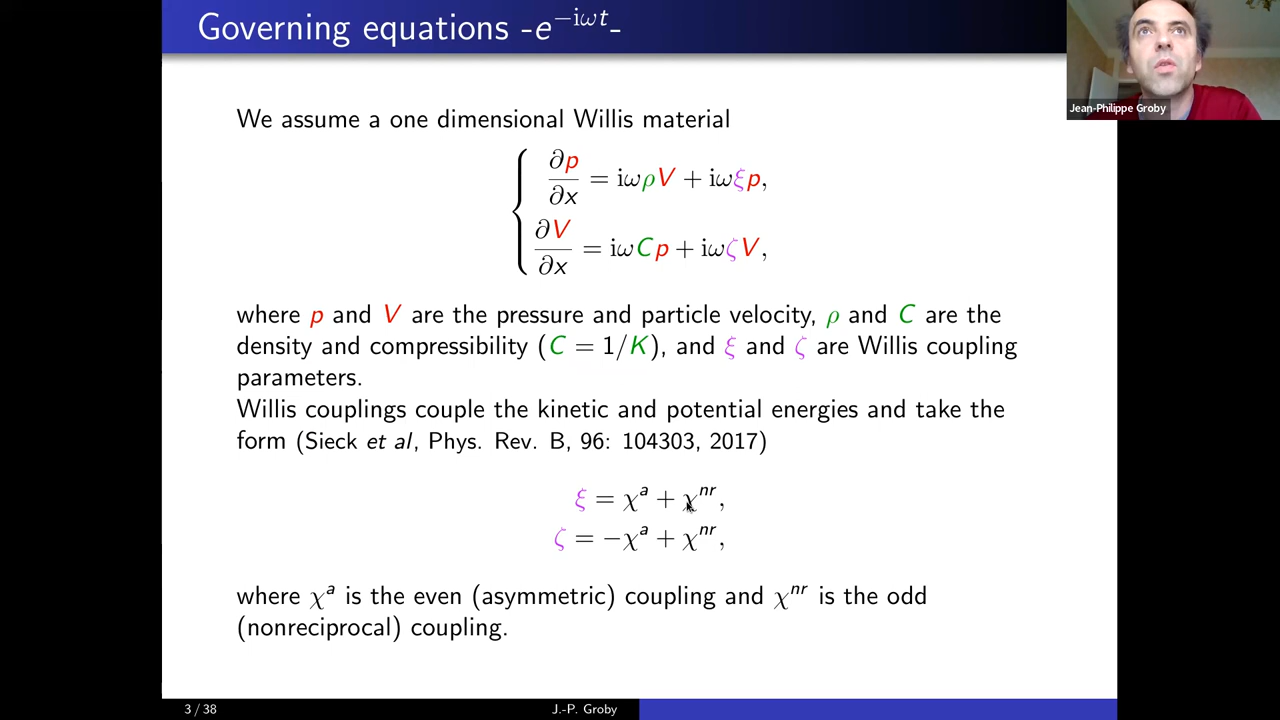 Governing equations -e^{-iωt}-
Jean-Philippe Groby
We assume a one dimensional Willis material
∂p/∂x = iωρV + iωξp,
∂V/∂x = iωCp + iωζV,
where p and V are the pressure and particle velocity, ρ and C are the
density and compressibility (C = 1/K), and ξ and ζ are Willis coupling
parameters.
Willis couplings couple the kinetic and potential energies and take the
form (Sieck et al, Phys. Rev. B, 96: 104303, 2017)
ξ = χ^a + χ^{nr},
ζ = −χ^a + χ^{nr},
where χ^a is the even (asymmetric) coupling and χ^{nr} is the odd
(nonreciprocal) coupling.
3 / 38
J.-P. Groby